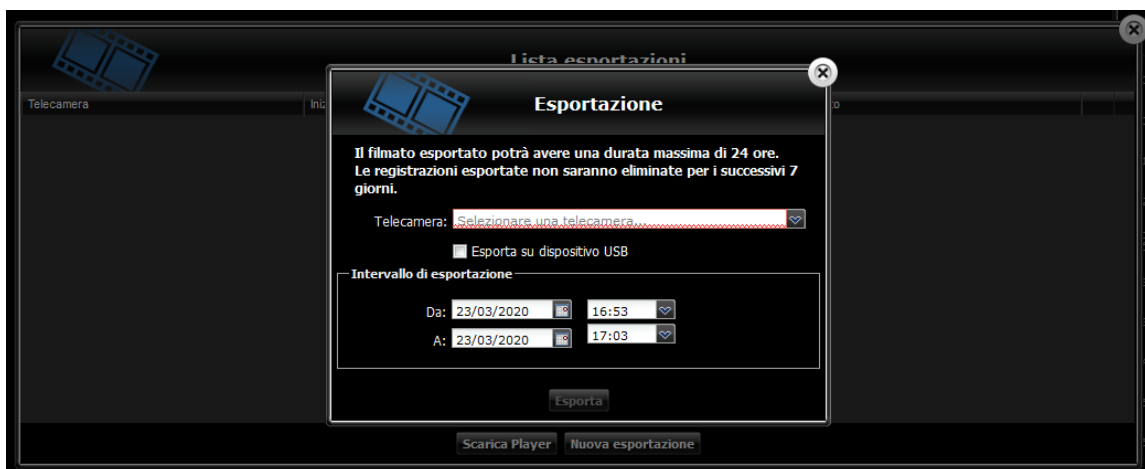 Lista esportazioni
Telecamera
Esportazione
Il filmato esportato potrà avere una durata massima di 24 ore.
Le registrazioni esportate non saranno eliminate per i successivi 7
giorni.
Telecamera: Selezionare una telecamera...
Esporta su dispositivo USB
Intervallo di esportazione
Da: 23/03/2020 16:53
A: 23/03/2020 17:03
Esporta
Scarica Player Nuova esportazione